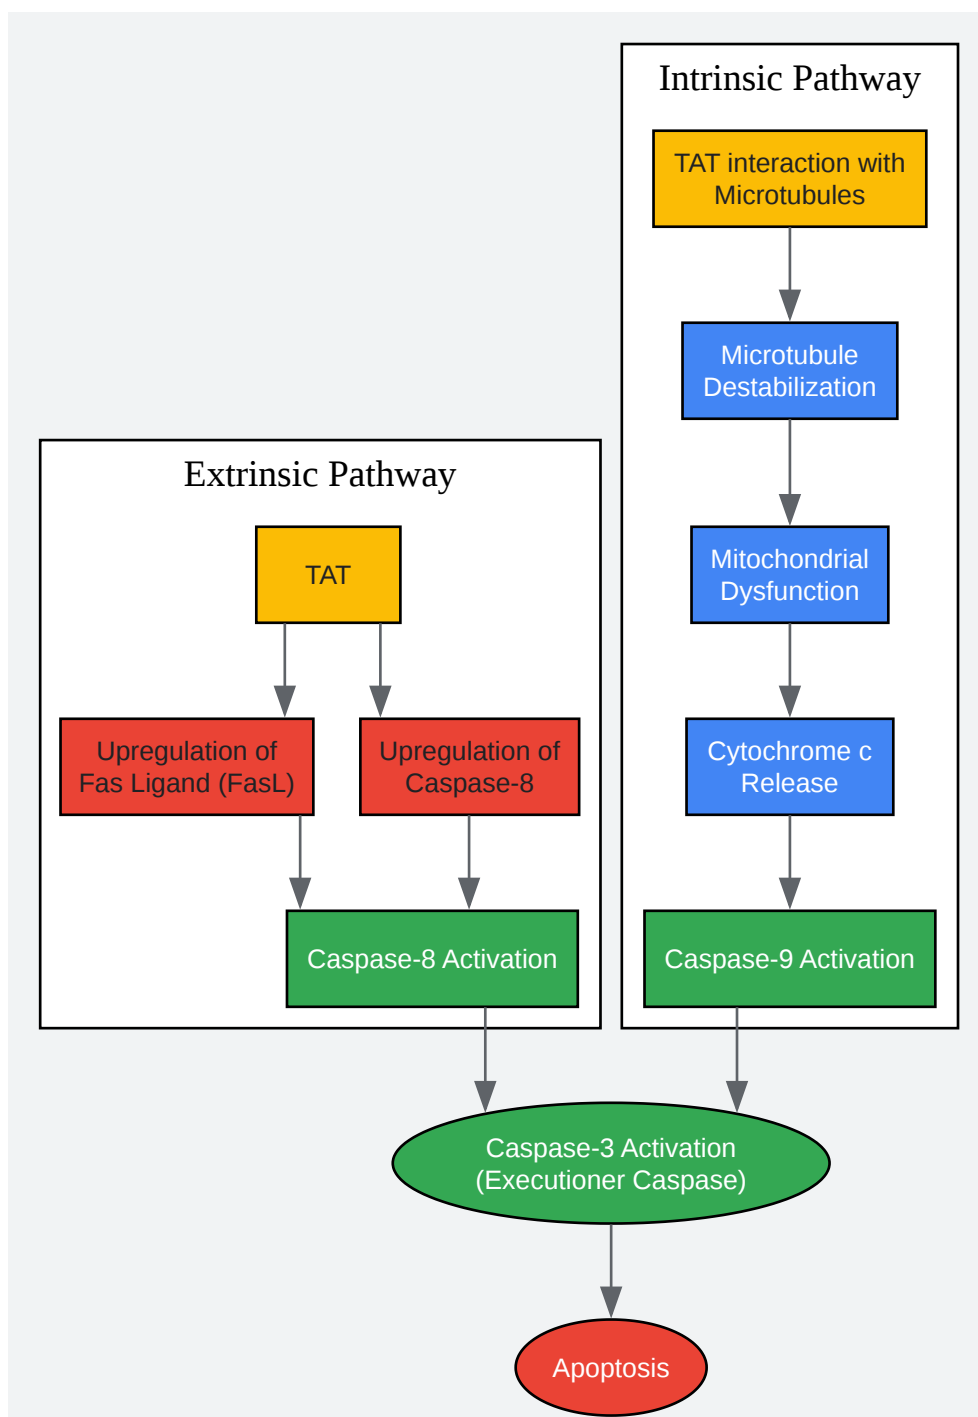 Intrinsic Pathway
TAT interaction with
Microtubules
Microtubule
Destabilization
Extrinsic Pathway
TAT
Mitochondrial
Dysfunction
Upregulation of
Fas Ligand (FasL)
Upregulation of
Caspase-8
Cytochrome c
Release
Caspase-8 Activation
Caspase-9 Activation
Caspase-3 Activation
(Executioner Caspase)
Apoptosis